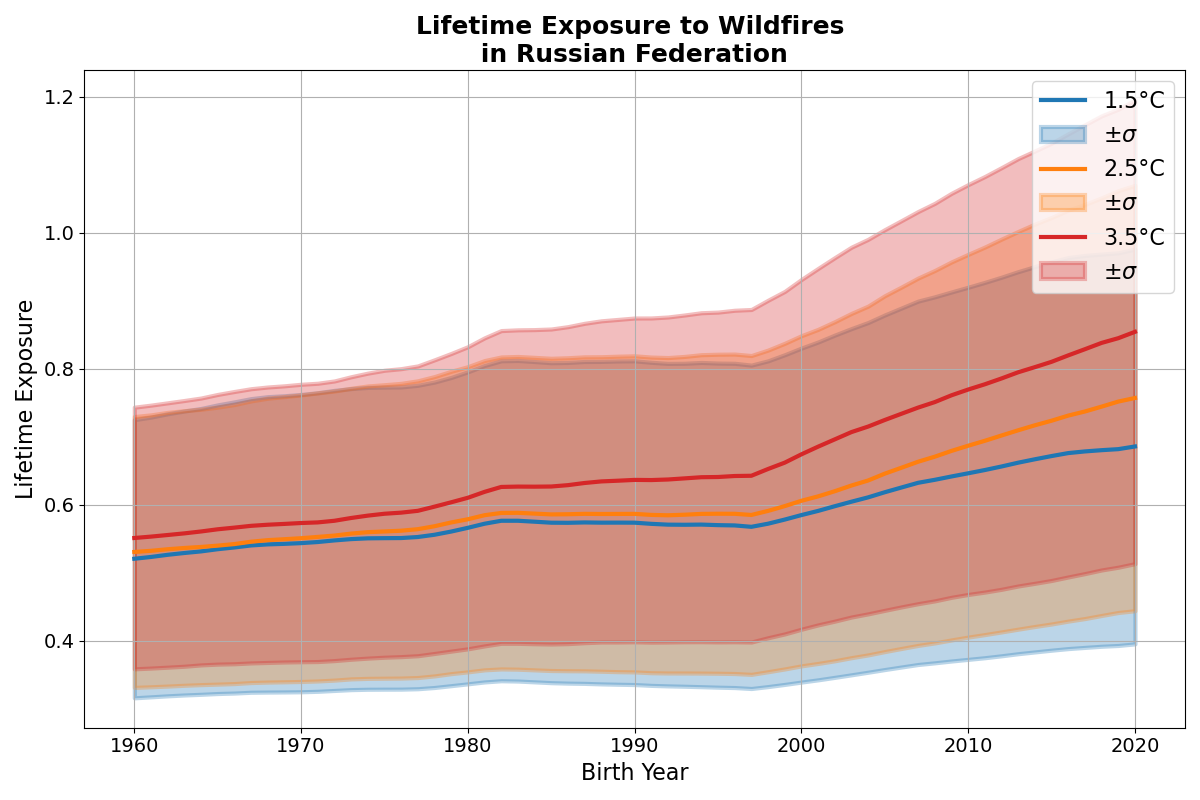 Lifetime Exposure to Wildfires
in Russian Federation
1.2
1.0
0.8
0.6
0.4
Lifetime Exposure
1960
1970
1980
1990
2000
2010
2020
Birth Year
1.5°C
±σ
2.5°C
±σ
3.5°C
±σ